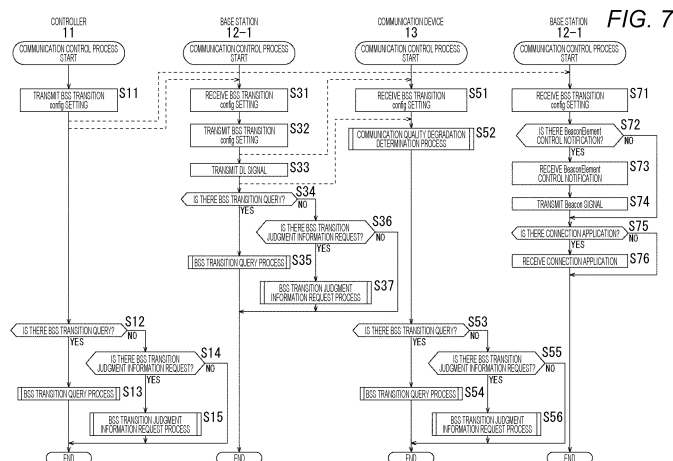 FIG. 7
CONTROLLER
11
COMMUNICATION CONTROL PROCESS
START
TRANSMIT BSS TRANSITION
config SETTING
S11
IS THERE BSS TRANSITION QUERY?
S12
NO
YES
IS THERE BSS TRANSITION
JUDGMENT INFORMATION REQUEST?
S14
NO
YES
BSS TRANSITION QUERY PROCESS
S13
BSS TRANSITION JUDGMENT
INFORMATION REQUEST PROCESS
S15
END
BASE STATION
12-1
COMMUNICATION CONTROL PROCESS
START
RECEIVE BSS TRANSITION
config SETTING
S31
TRANSMIT BSS TRANSITION
config SETTING
S32
TRANSMIT DL SIGNAL
S33
IS THERE BSS TRANSITION QUERY?
S34
NO
YES
IS THERE BSS TRANSITION
JUDGMENT INFORMATION REQUEST?
S36
NO
YES
BSS TRANSITION QUERY PROCESS
S35
BSS TRANSITION JUDGMENT
INFORMATION REQUEST PROCESS
S37
END
COMMUNICATION DEVICE
13
COMMUNICATION CONTROL PROCESS
START
RECEIVE BSS TRANSITION
config SETTING
S51
COMMUNICATION QUALITY DEGRADATION
DETERMINATION PROCESS
S52
IS THERE BSS TRANSITION QUERY?
S53
NO
YES
IS THERE BSS TRANSITION
JUDGMENT INFORMATION REQUEST?
S55
NO
YES
BSS TRANSITION QUERY PROCESS
S54
BSS TRANSITION JUDGMENT
INFORMATION REQUEST PROCESS
S56
END
BASE STATION
12-1
COMMUNICATION CONTROL PROCESS
START
RECEIVE BSS TRANSITION
config SETTING
S71
IS THERE BeaconElement
CONTROL NOTIFICATION?
S72
NO
YES
RECEIVE BeaconElement
CONTROL NOTIFICATION
S73
TRANSMIT Beacon SIGNAL
S74
IS THERE CONNECTION APPLICATION?
S75
NO
YES
RECEIVE CONNECTION APPLICATION
S76
END